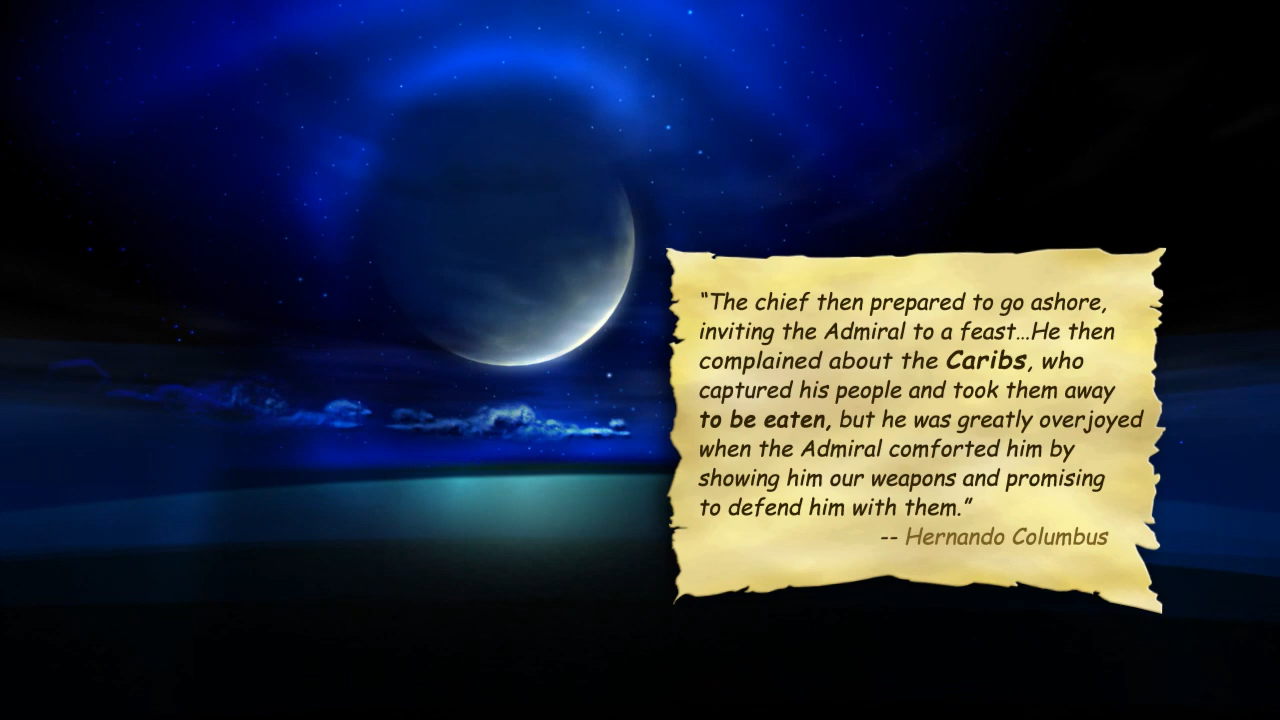 “The chief then prepared to go ashore,
inviting the Admiral to a feast…He then
complained about the Caribs, who
captured his people and took them away
to be eaten, but he was greatly overjoyed
when the Admiral comforted him by
showing him our weapons and promising
to defend him with them.”
-- Hernando Columbus